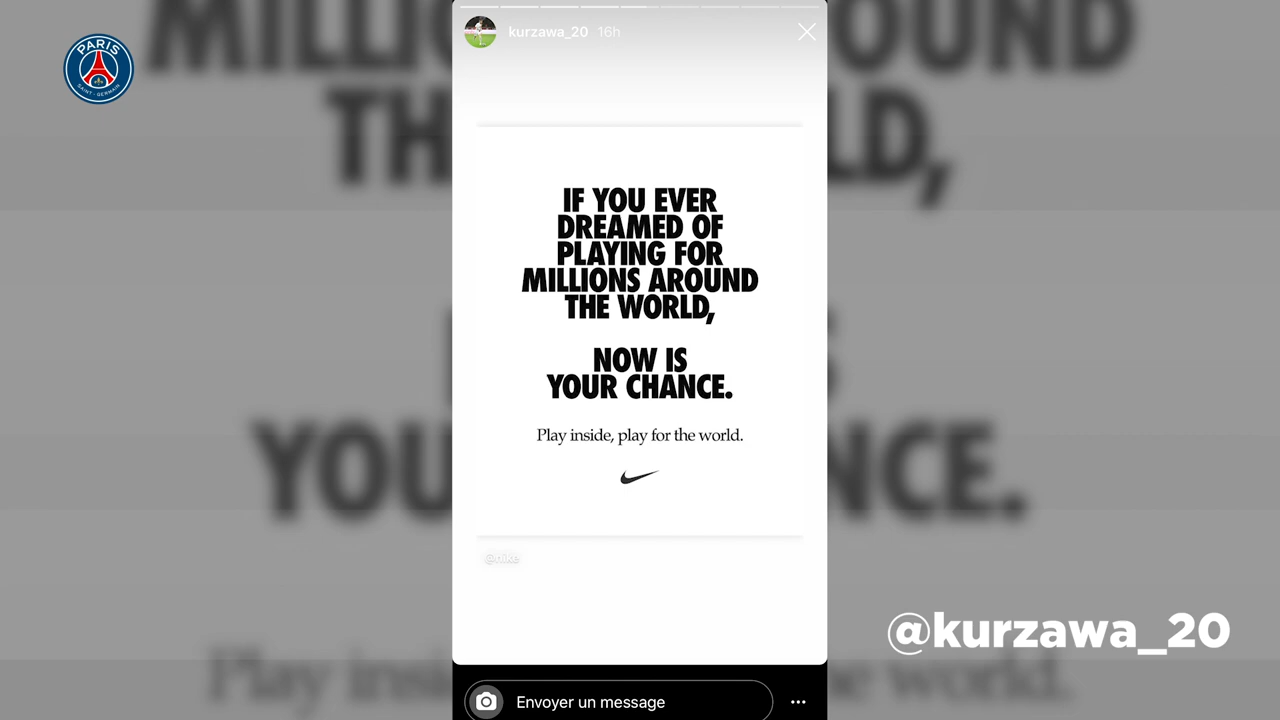 PARIS
SAINT-GERMAIN
kurzawa_20 16h
IF YOU EVER
DREAMED OF
PLAYING FOR
MILLIONS AROUND
THE WORLD,
NOW IS
YOUR CHANCE.
Play inside, play for the world.
@nike
@kurzawa_20
Envoyer un message